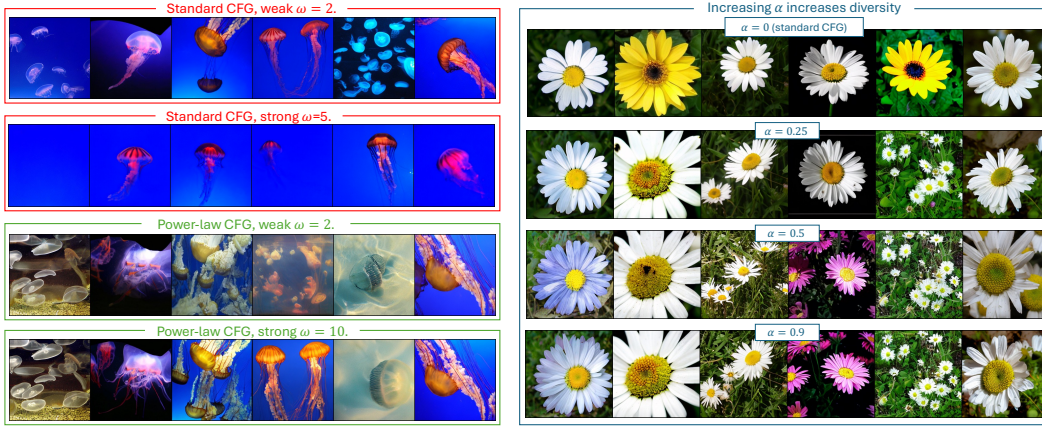 Standard CFG, weak ω = 2.
Standard CFG, strong ω=5.
Power-law CFG, weak ω = 2.
Power-law CFG, strong ω = 10.
Increasing α increases diversity
α = 0 (standard CFG)
α = 0.25
α = 0.5
α = 0.9